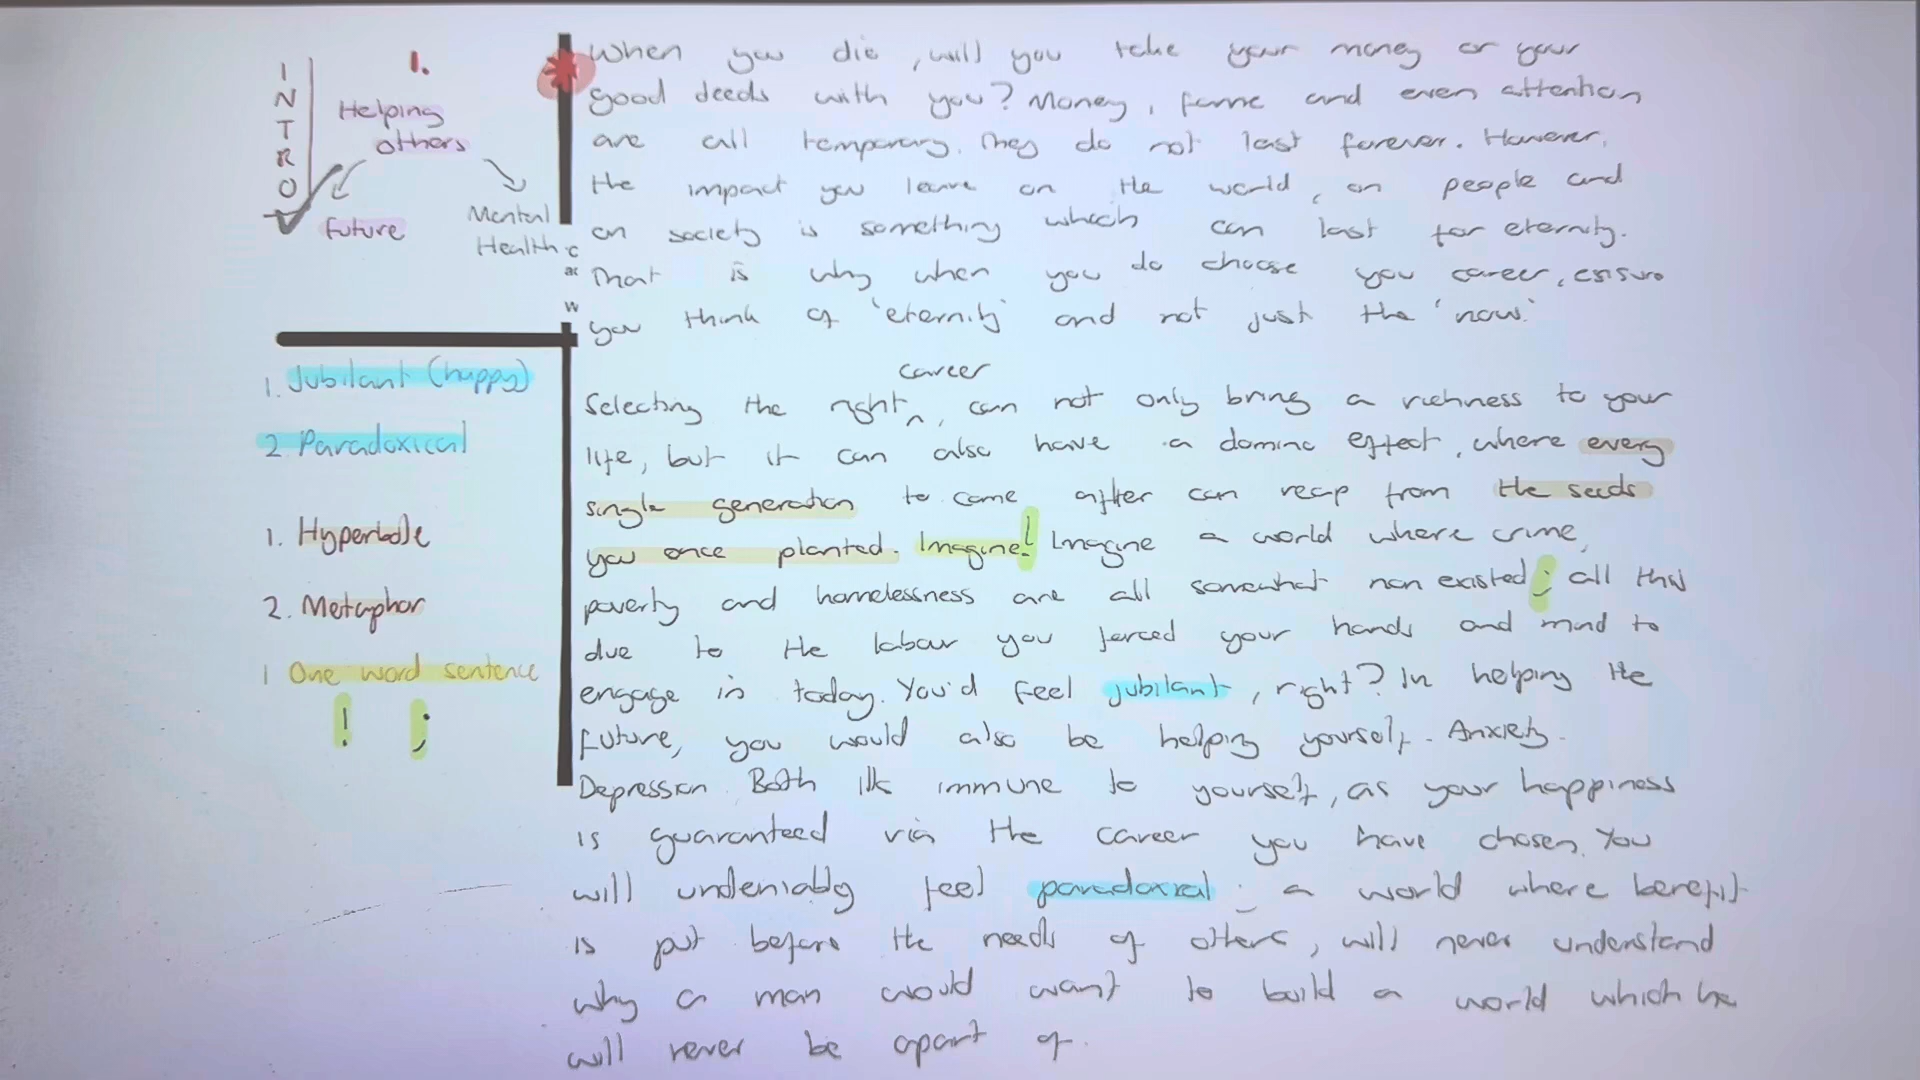 INTRO
1.
Helping
others
future
Mental
Health
1. Jubilant (happy)
2 Paradoxical
1. Hyperbole
2. Metaphor
1 One word sentence
! ;
c
ac
w
When you die, will you take your money or your
good deeds with you? Money, fame and even attention
are all temporary. They do not last forever. However,
the impact you leave on the world, on people and
on society is something which can last for eternity.
That is why when you do choose you career, ensure
you think of 'eternity' and not just the 'now.'
career
Selecting the right ^, can not only bring a richness to your
life, but it can also have a domino effect, where every
single generation to come after can reap from the seeds
you once planted. Imagine! Imagine a world where crime,
poverty and homelessness are all somewhat non existed; all this
due to the labour you forced your hands and mind to
engage in today. You'd feel jubilant, right? In helping the
future, you would also be helping yourself. Anxiety.
Depression. Both immune to yourself, as your happiness
is guaranteed via the career you have chosen. You
will undeniably feel paradoxical; a world where benefit
is put before the needs of others, will never understand
why a man would want to build a world which he
will never be apart of.